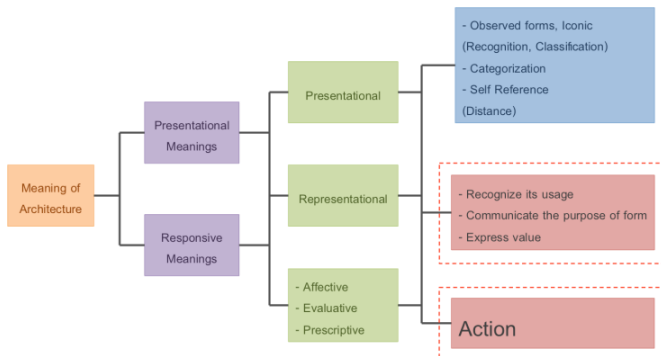 Meaning of
Architecture
Presentational
Meanings
Responsive
Meanings
Presentational
Representational
- Affective
- Evaluative
- Prescriptive
- Observed forms, Iconic
(Recognition, Classification)
- Categorization
- Self Reference
(Distance)
- Recognize its usage
- Communicate the purpose of form
- Express value
Action